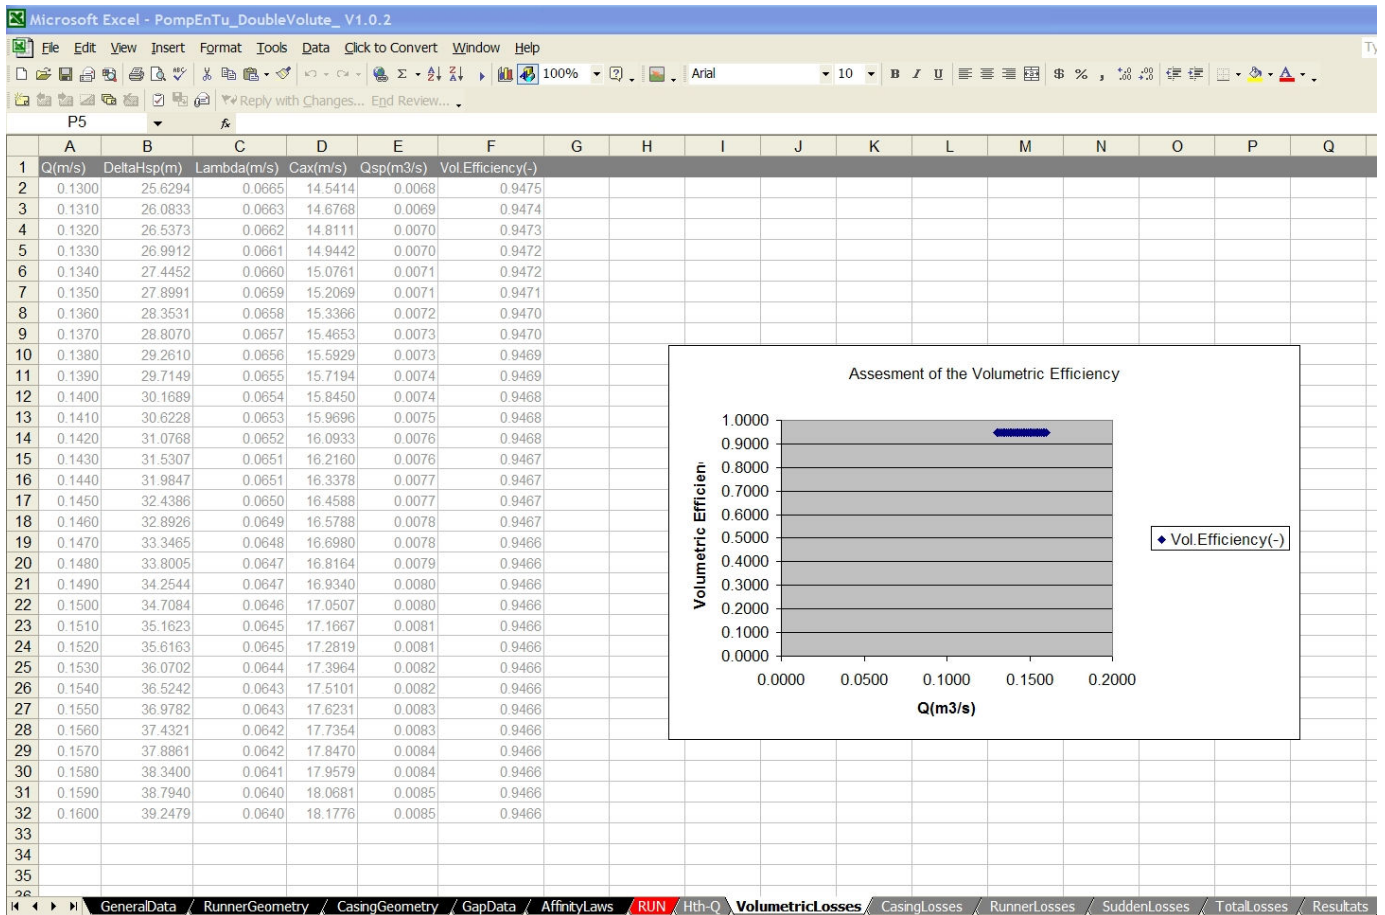 Microsoft Excel - PompEnTu_DoubleVolute_ V1.0.2
File Edit View Insert Format Tools Data Click to Convert Window Help Ty
100% Arial 10 B I U $ % ,
Reply with Changes... End Review...
P5 fx
A B C D E F G H I J K L M N O P Q
1 Q(m/s) DeltaHsp(m) Lambda(m/s) Cax(m/s) Qsp(m3/s) Vol.Efficiency(-)
2 0.1300 25.6294 0.0665 14.5414 0.0068 0.9475
3 0.1310 26.0833 0.0663 14.6768 0.0069 0.9474
4 0.1320 26.5373 0.0662 14.8111 0.0070 0.9473
5 0.1330 26.9912 0.0661 14.9442 0.0070 0.9472
6 0.1340 27.4452 0.0660 15.0761 0.0071 0.9472
7 0.1350 27.8991 0.0659 15.2069 0.0071 0.9471
8 0.1360 28.3531 0.0658 15.3366 0.0072 0.9470
9 0.1370 28.8070 0.0657 15.4653 0.0073 0.9470
10 0.1380 29.2610 0.0656 15.5929 0.0073 0.9469
11 0.1390 29.7149 0.0655 15.7194 0.0074 0.9469
12 0.1400 30.1689 0.0654 15.8450 0.0074 0.9468
13 0.1410 30.6228 0.0653 15.9696 0.0075 0.9468
14 0.1420 31.0768 0.0652 16.0933 0.0076 0.9468
15 0.1430 31.5307 0.0651 16.2160 0.0076 0.9467
16 0.1440 31.9847 0.0651 16.3378 0.0077 0.9467
17 0.1450 32.4386 0.0650 16.4588 0.0077 0.9467
18 0.1460 32.8926 0.0649 16.5788 0.0078 0.9467
19 0.1470 33.3465 0.0648 16.6980 0.0078 0.9466
20 0.1480 33.8005 0.0647 16.8164 0.0079 0.9466
21 0.1490 34.2544 0.0647 16.9340 0.0080 0.9466
22 0.1500 34.7084 0.0646 17.0507 0.0080 0.9466
23 0.1510 35.1623 0.0645 17.1667 0.0081 0.9466
24 0.1520 35.6163 0.0645 17.2819 0.0081 0.9466
25 0.1530 36.0702 0.0644 17.3964 0.0082 0.9466
26 0.1540 36.5242 0.0643 17.5101 0.0082 0.9466
27 0.1550 36.9782 0.0643 17.6231 0.0083 0.9466
28 0.1560 37.4321 0.0642 17.7354 0.0083 0.9466
29 0.1570 37.8861 0.0642 17.8470 0.0084 0.9466
30 0.1580 38.3400 0.0641 17.9579 0.0084 0.9466
31 0.1590 38.7940 0.0640 18.0681 0.0085 0.9466
32 0.1600 39.2479 0.0640 18.1776 0.0085 0.9466
33
34
35
36
Assesment of the Volumetric Efficiency
Volumetric Efficien
1.0000
0.9000
0.8000
0.7000
0.6000
0.5000
0.4000
0.3000
0.2000
0.1000
0.0000
0.0000 0.0500 0.1000 0.1500 0.2000
Q(m3/s)
Vol.Efficiency(-)
GeneralData RunnerGeometry CasingGeometry GapData AffinityLaws RUN Hth-Q VolumetricLosses CasingLosses RunnerLosses SuddenLosses TotalLosses Resultats